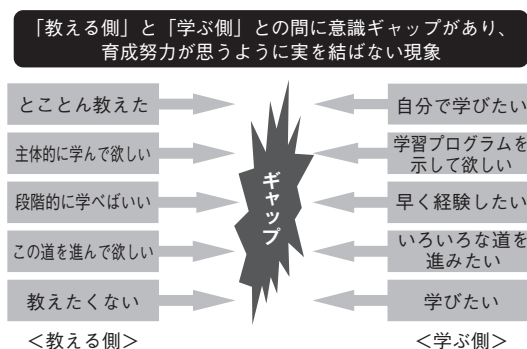 「教える側」と「学ぶ側」との間に意識ギャップがあり、
育成努力が思うように実を結ばない現象
とことん教えた
自分で学びたい
主体的に学んで欲しい
学習プログラムを
示して欲しい
段階的に学べばいい
早く経験したい
この道を進んで欲しい
いろいろな道を
進みたい
教えたくない
学びたい
ギャップ
＜教える側＞
＜学ぶ側＞